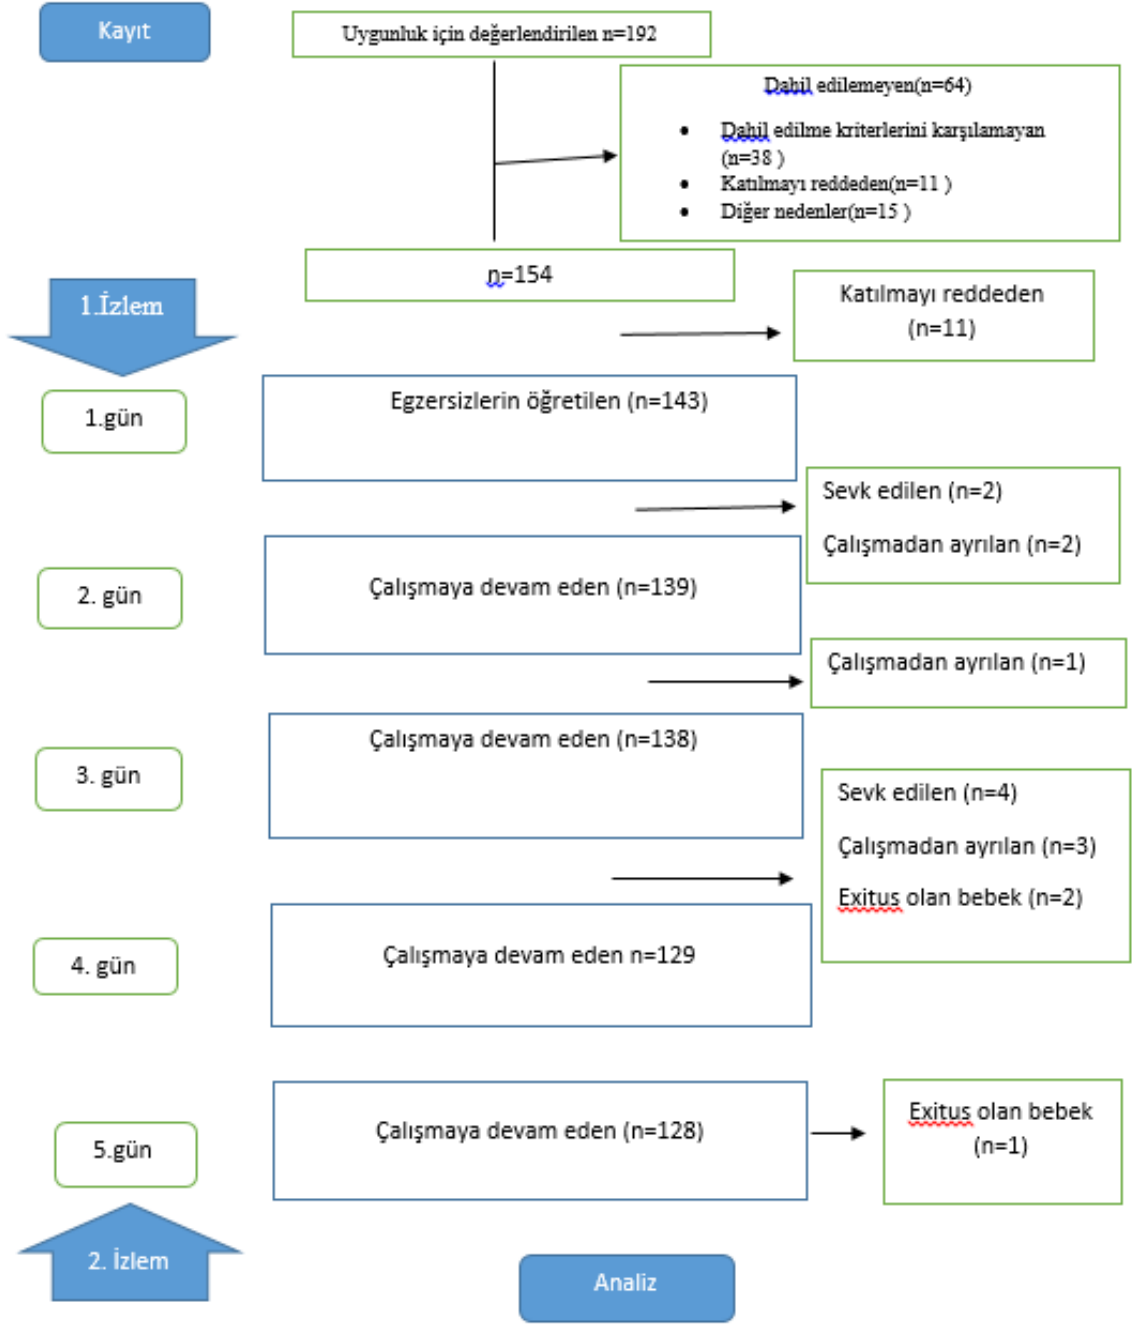 Kayıt
Uygunluk için değerlendirilen n=192
Dahil edilemeyen(n=64)
• Dahil edilme kriterlerini karşılamayan
(n=38 )
• Katılmayı reddeden(n=11 )
• Diğer nedenler(n=15 )
n=154
1.İzlem
Katılmayı reddeden
(n=11)
1.gün
Egzersizlerin öğretilen (n=143)
Sevk edilen (n=2)
Çalışmadan ayrılan (n=2)
2. gün
Çalışmaya devam eden (n=139)
Çalışmadan ayrılan (n=1)
3. gün
Çalışmaya devam eden (n=138)
Sevk edilen (n=4)
Çalışmadan ayrılan (n=3)
Exitus olan bebek (n=2)
4. gün
Çalışmaya devam eden n=129
5.gün
Çalışmaya devam eden (n=128)
Exitus olan bebek
(n=1)
2. İzlem
Analiz